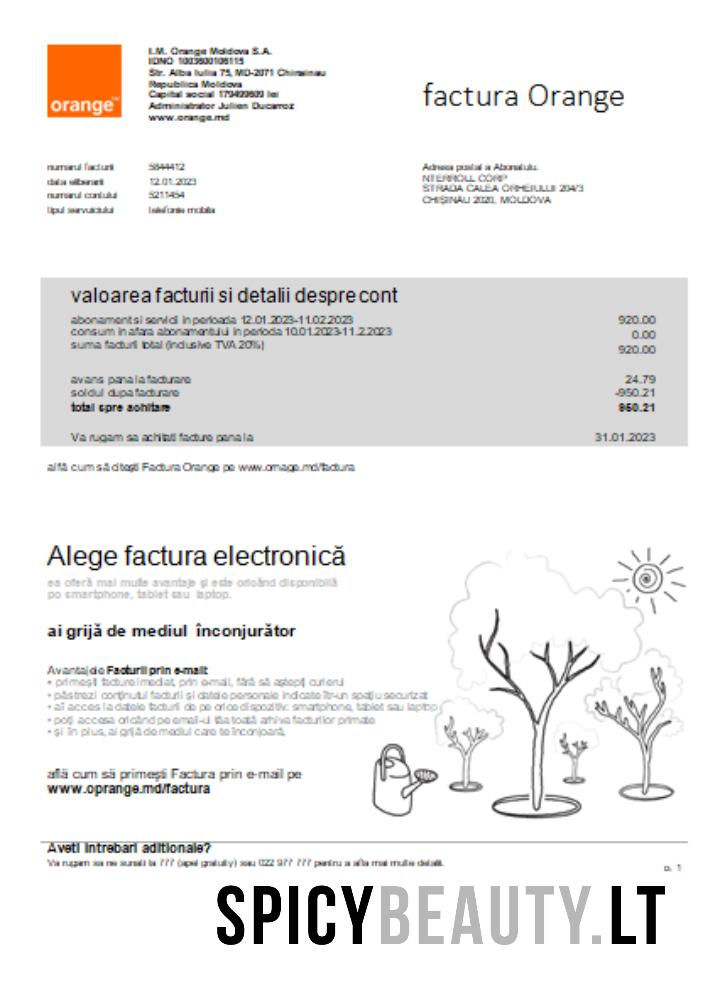 orange™
I.M. Orange Moldova S.A.
IDNO 1003600106115
Str. Alba Iulia 75, MD-2071 Chirsinau
Republica Moldova
Capital social 179499609 lei
Administrator Julien Ducarroz
www.orange.md
factura Orange
numarul facturii 5844412
data eliberarii 12.01.2023
numarul contului 5211454
tipul serviciului telefonie mobila
Adresa postal a Abonatului:
NTERROLL CORP
STRADA CALEA ORHEIULUI 204/3
CHIȘINAU 2020, MOLDOVA
valoarea facturii si detalii despre cont
abonament si servicii in perioada 12.01.2023-11.02.2023 920.00
consum in afara abonamentului in perioda 10.01.2023-11.2.2023 0.00
suma facturii total (inclusive TVA 20%) 920.00
avans pana la facturare 24.79
soldul dupa facturare -950.21
total spre achitare 950.21
Va rugam sa achitati facture pana la 31.01.2023
află cum să citești Factura Orange pe www.ornage.md/factura
Alege factura electronică
ea oferă mai multe avantaje și este oricând disponibilă
po smartphone, tablet sau laptop.
ai grijă de mediul înconjurător
Avantajele Facturii prin e-mail:
• primești facture imediat, prin e-mail, fără să aștepți curierul
• păstrezi conținutul facturii și datele personale indicate într-un spațiu securizat
• ai acces la datele facturii de pe orice dispozitiv: smartphone, tablet sau laptop
• poți accesa oricând pe email-ul tău toată arhiva facturilor primate
• și în plus, ai grijă de mediul care te înconjoară,
află cum să primești Factura prin e-mail pe
www.oprange.md/factura
Aveti intrebari aditionale?
Va rugam sa ne sunati la 777 (apel gratuity) sau 022 977 777 pentru a afla mai multe detalii.
p. 1
SPICYBEAUTY.LT